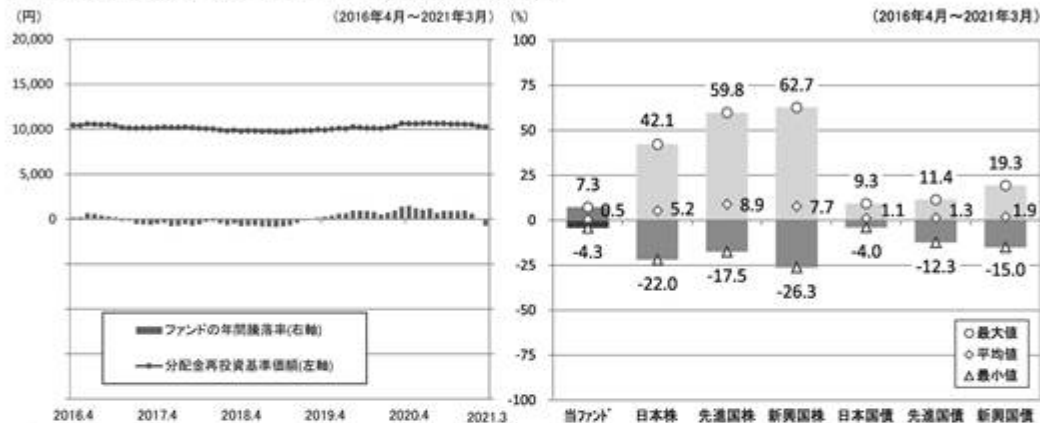 (円)
(2016年4月～2021年3月)
20,000
15,000
10,000
5,000
0
ファンドの年間騰落率(右軸)
分配金再投資基準価額(左軸)
2016.4 2017.4 2018.4 2019.4 2020.4 2021.3
(%)
(2016年4月～2021年3月)
100
75
50
25
0
-25
-50
-75
-100
7.3 42.1 59.8 62.7 9.3 11.4 19.3
0.5 5.2 8.9 7.7 1.1 1.3 1.9
-4.3 -22.0 -17.5 -26.3 -4.0 -12.3 -15.0
最大値
平均値
最小値
当ファンド 日本株 先進国株 新興国株 日本国債 先進国債 新興国債